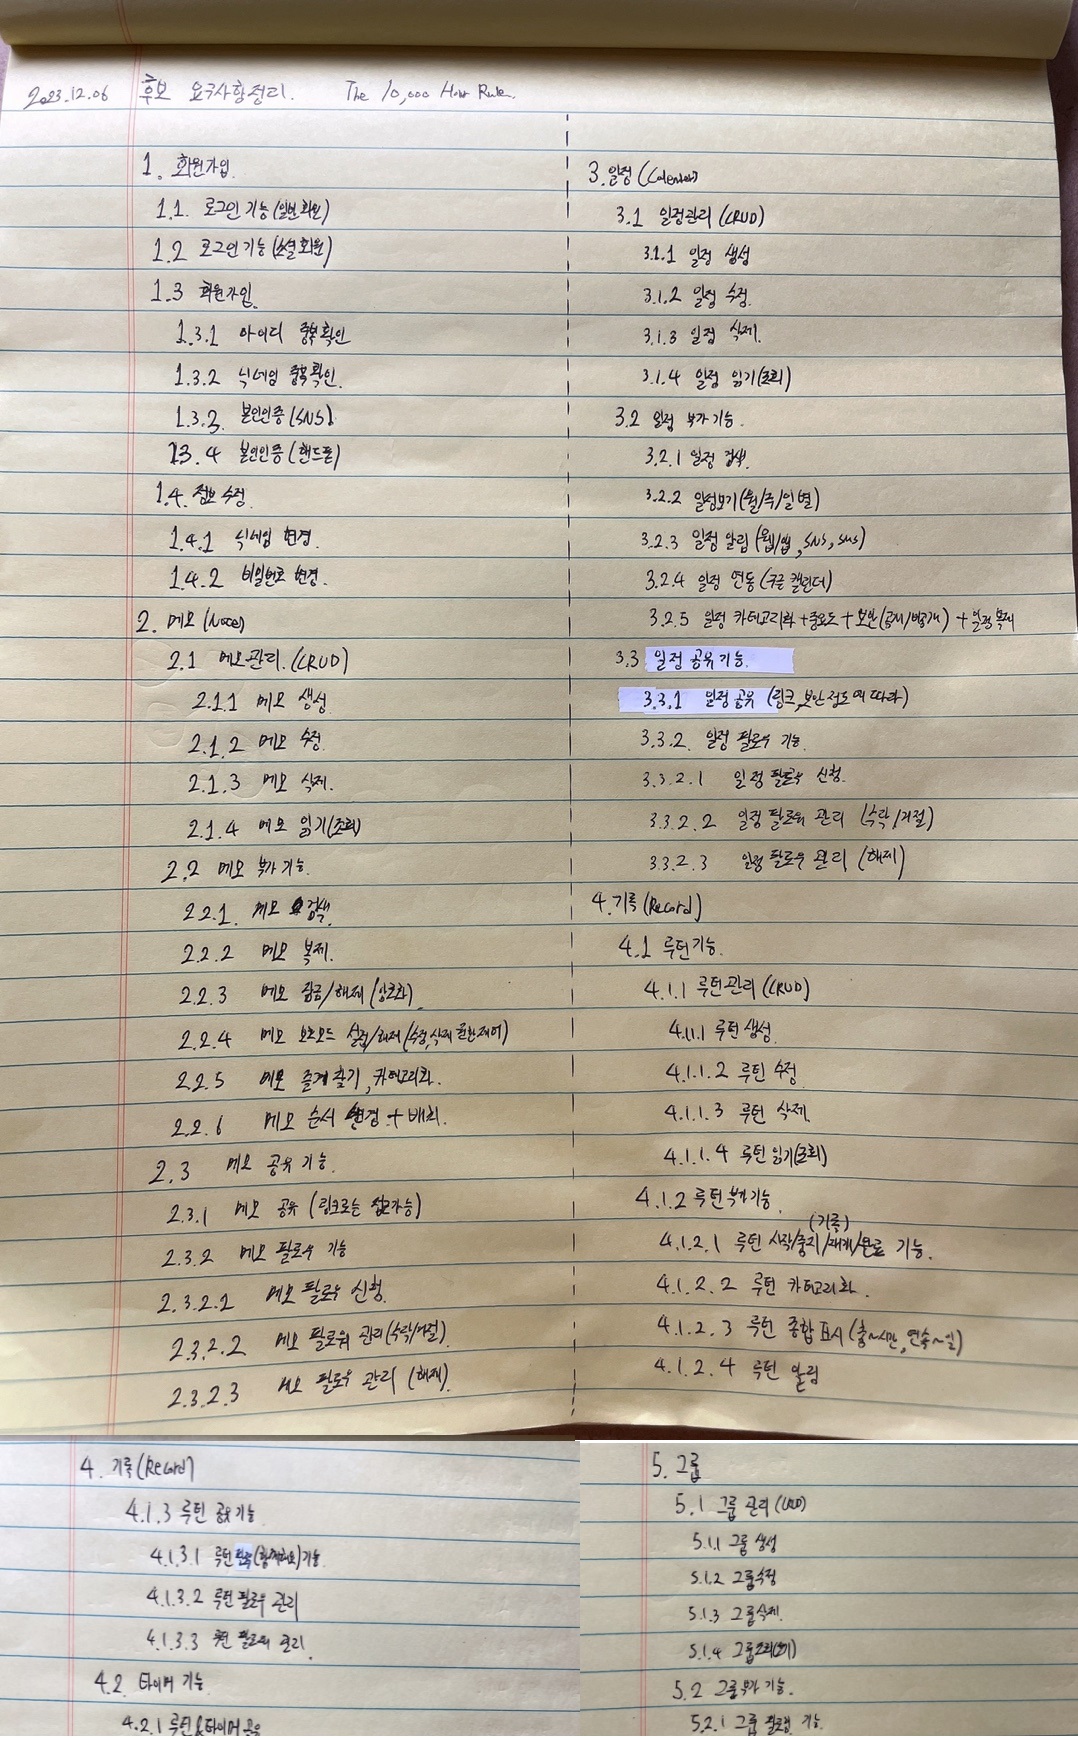 2023.12.06 후보 요구사항정리. The 10,000 Hour Rule.
1. 회원가입.
1.1. 로그인 기능(일반회원)
1.2 로그인 기능(소셜회원)
1.3 회원가입.
1.3.1 아이디 중복확인
1.3.2 닉네임 중복확인.
1.3.3. 본인인증(SNS)
1.3.4 본인인증(핸드폰)
1.4. 정보수정.
1.4.1 닉네임 변경.
1.4.2 비밀번호 변경.
2. 메모(Note)
2.1 메모관리.(CRUD)
2.1.1 메모 생성
2.1.2 메모 수정.
2.1.3 메모 삭제.
2.1.4 메모 읽기(조회)
2.2 메모 부가기능.
2.2.1. 메모 검색
2.2.2 메모 복제.
2.2.3 메모 잠금/해제(암호화)
2.2.4 메모 보호모드 설정/해제(수정,삭제 권한제어)
2.2.5 메모 즐겨찾기, 카테고리화.
2.2.6 메모 순서 변경 + 배치.
2.3 메모 공유 기능.
2.3.1 메모 공유 (링크로는 접근가능)
2.3.2 메모 팔로우 기능
2.3.2.1 메모 팔로우 신청.
2.3.2.2 메모 팔로워 관리(수락/거절).
2.3.2.3 메모 팔로우 관리 (해제).
3.일정(Calendar)
3.1 일정관리(CRUD)
3.1.1 일정 생성
3.1.2 일정 수정.
3.1.3 일정 삭제.
3.1.4 일정 읽기(조회)
3.2 일정 부가기능.
3.2.1 일정 검색.
3.2.2 일정보기(월/주/일별)
3.2.3 일정 알림(웹/앱, SNS, sms)
3.2.4 일정 연동(구글 캘린더)
3.2.5 일정 카테고리화+중요도+보안(공개/비공개) +일정복제
3.3 일정 공유기능.
3.3.1 일정공유 (링크,보안정도에 따라)
3.3.2. 일정 팔로우 기능.
3.3.2.1 일정 팔로우 신청.
3.3.2.2 일정 팔로워 관리 (수락/거절)
3.3.2.3 일정 팔로우 관리 (해제)
4.기록(Record)
4.1 루틴기능.
4.1.1 루틴관리(CRUD)
4.1.1.1 루틴 생성.
4.1.1.2 루틴 수정.
4.1.1.3 루틴 삭제.
4.1.1.4 루틴 읽기(조회)
4.1.2 루틴부가기능.
(기록)
4.1.2.1 루틴 시작/중지/재개/완료 기능.
4.1.2.2 루틴 카테고리화.
4.1.2.3 루틴 종합표시(총~시간, 연속~일)
4.1.2.4 루틴 알림
4. 기록(Record)
4.1.3 루틴 공유기능
4.1.3.1 루틴 (함께해요)기능
4.1.3.2 루틴 팔로우 관리
4.1.3.3 루틴 팔로워 관리.
4.2 타이머 기능.
4.2.1 루틴&타이머 공유
5. 그룹
5.1 그룹 관리(CRUD)
5.1.1 그룹 생성
5.1.2 그룹수정
5.1.3 그룹삭제.
5.1.4 그룹조회(읽기)
5.2 그룹부가기능.
5.2.1 그룹 기능.